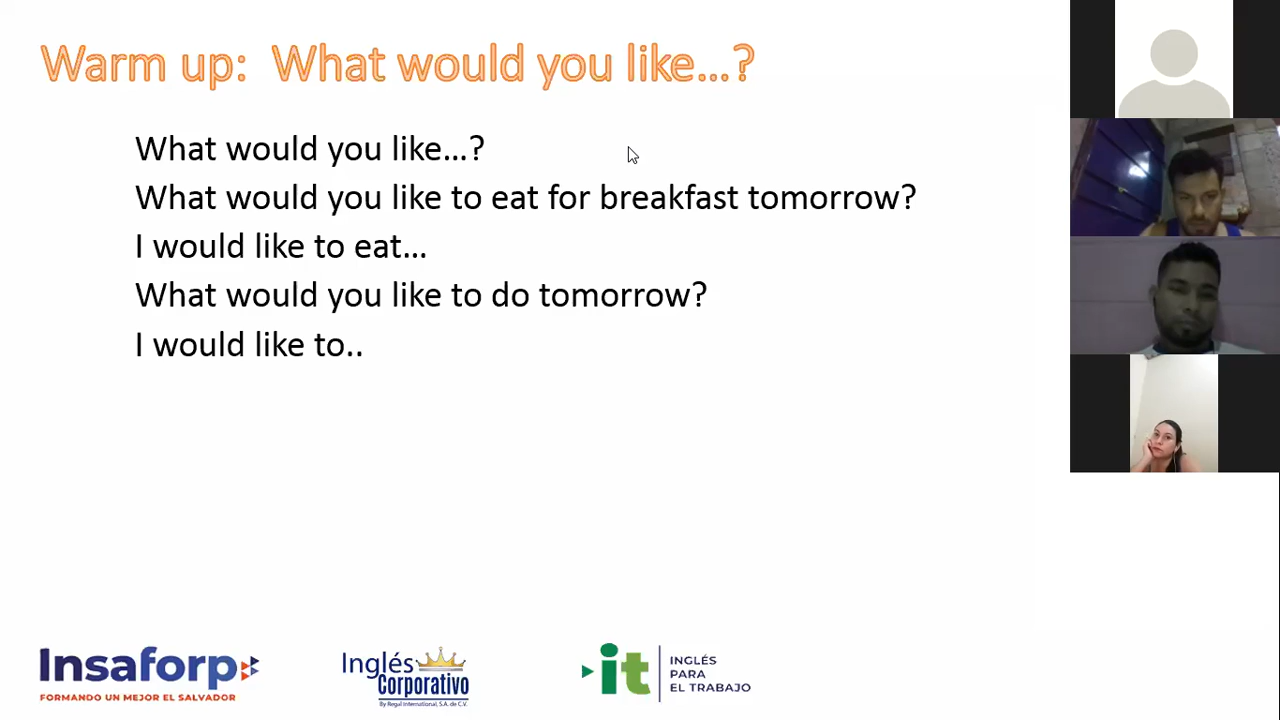 Warm up: What would you like...?
What would you like...?
What would you like to eat for breakfast tomorrow?
I would like to eat...
What would you like to do tomorrow?
I would like to..
Insaforp
FORMANDO UN MEJOR EL SALVADOR
Inglés
Corporativo
By Regal International, S.A. de C.V.
it
INGLÉS
PARA
EL TRABAJO